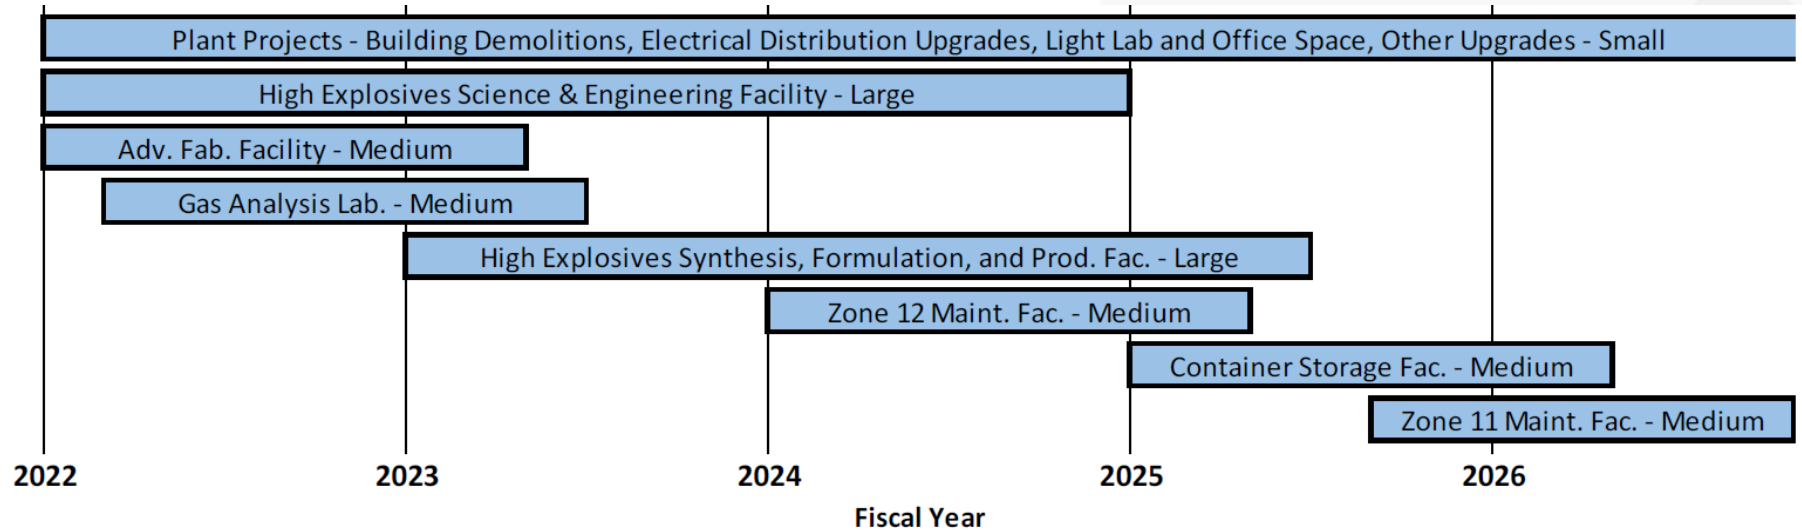 Plant Projects - Building Demolitions, Electrical Distribution Upgrades, Light Lab and Office Space, Other Upgrades - Small
High Explosives Science & Engineering Facility - Large
Adv. Fab. Facility - Medium
Gas Analysis Lab. - Medium
High Explosives Synthesis, Formulation, and Prod. Fac. - Large
Zone 12 Maint. Fac. - Medium
Container Storage Fac. - Medium
Zone 11 Maint. Fac. - Medium
2022 2023 2024 2025 2026
Fiscal Year